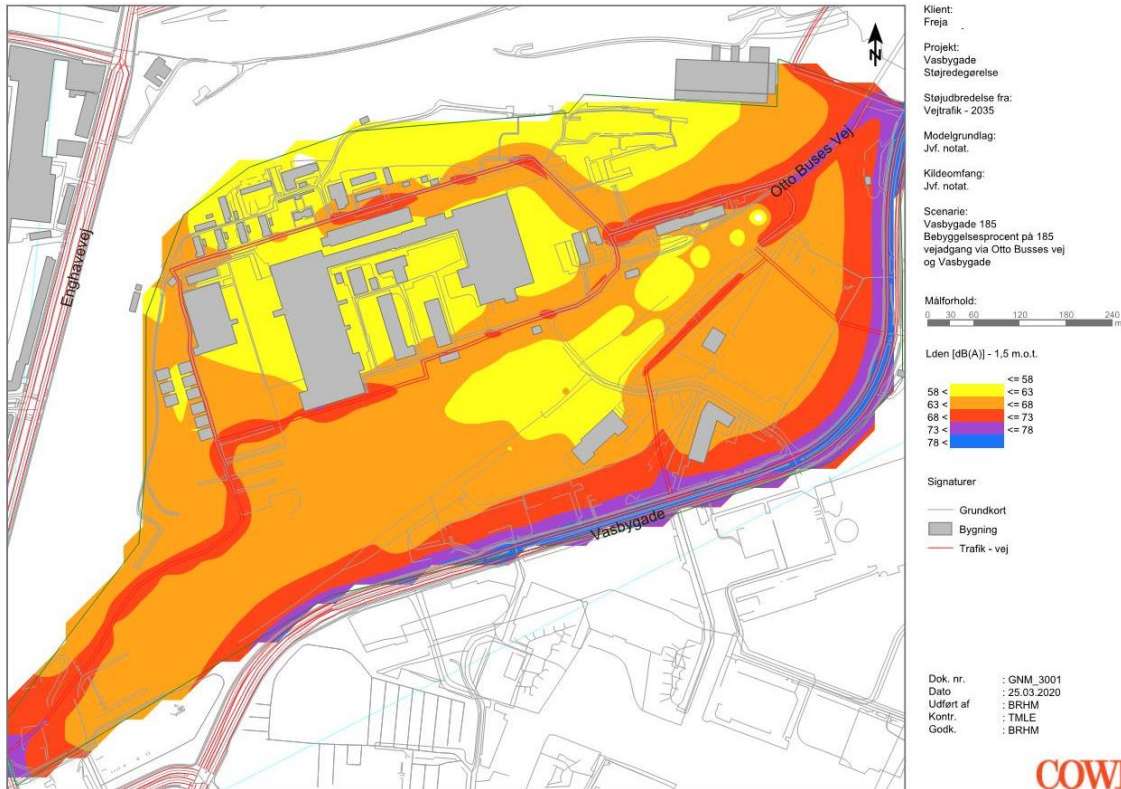 Klient:
Freja
Projekt:
Vasbygade
Støjredegørelse
Støjudbredelse fra:
Vejtrafik - 2035
Modelgrundlag:
Jvf. notat.
Kildeomfang:
Jvf. notat.
Scenarie:
Vasbygade 185
Bebyggelsesprocent på 185
vejadgang via Otto Busses vej
og Vasbygade
Målforhold:
0 30 60 120 180 240
m
Lden [dB(A)] - 1,5 m.o.t.
<= 58
58 < <= 63
63 < <= 68
68 < <= 73
73 < <= 78
78 <
Signaturer
Grundkort
Bygning
Trafik - vej
Dok. nr. : GNM_3001
Dato : 25.03.2020
Udført af : BRHM
Kontr. : TMLE
Godk. : BRHM
COWI
N
Otto Buses Vej
Enghavevej
Vasbygade